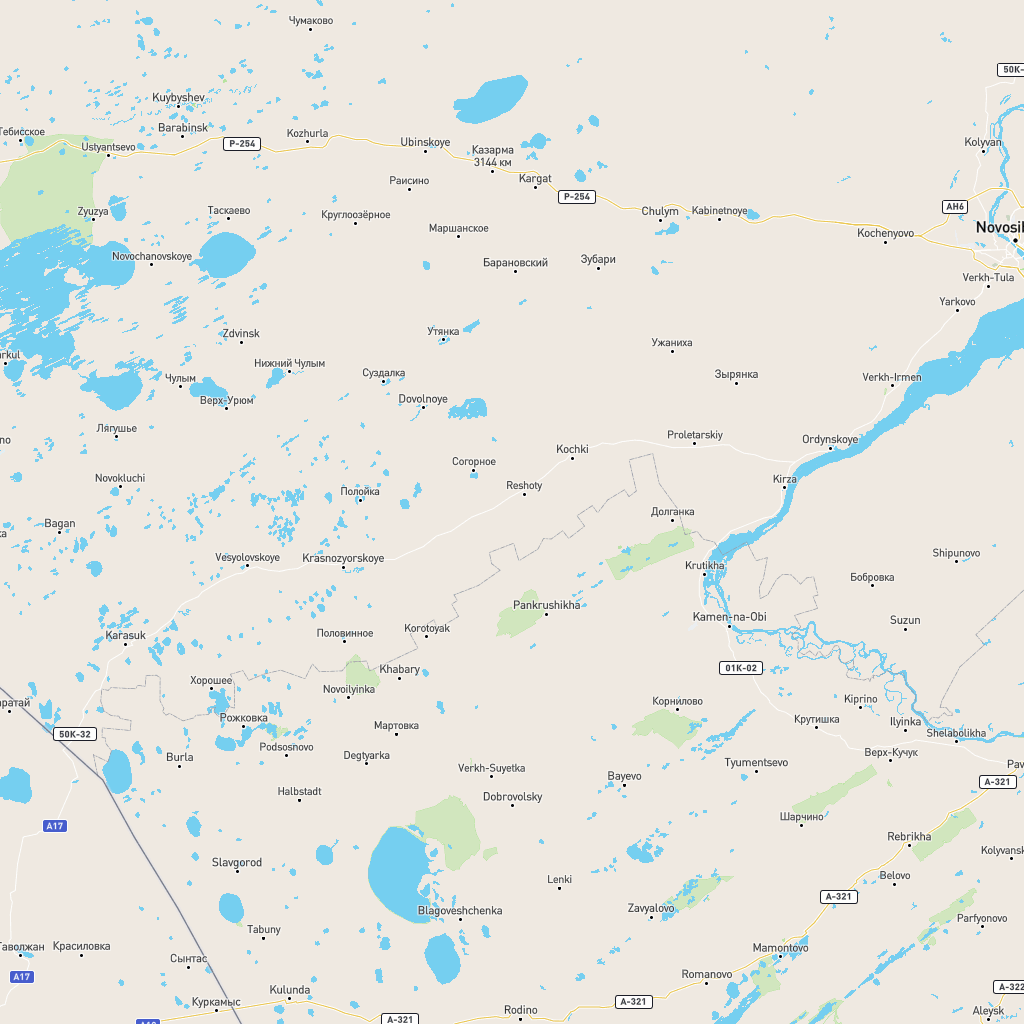 Чумаково
50K-
Kuybyshev
Barabinsk
Тебисское
Ustyantsevo
P-254
Kozhurla
Ubinskoye
Казарма
3144 км
Kargat
Раисино
P-254
Kolyvan
AH6
Zyuzya
Таскаево
Круглоозёрное
Маршанское
Chulym
Kabinetnoye
Kochenyovo
Novosib
Novochanovskoye
Барановский
Зубари
Verkh-Tula
Yarkovo
Zdvinsk
Утянка
Ужаниха
arkul
Нижний Чулым
Чулым
Суздалка
Зырянка
Verkh-Irmen
Верх-Урюм
Dovolnoye
Лягушье
no
Proletarskiy
Ordynskoye
Kochki
Согорное
Novokluchi
Полойка
Reshoty
Kirza
Bagan
Долганка
Vesyolovskoye
Krasnozyorskoye
Krutikha
Shipunovo
Бобровка
Pankrushikha
Kamen-na-Obi
Suzun
Karasuk
Половинное
Korotoyak
Khabary
01K-02
Хорошее
Novoilyinka
Корнилово
Kiprino
аратай
Рожковка
Мартовка
Крутишка
Ilyinka
50K-32
Shelabolikha
Podsosnovo
Degtyarka
Burla
Верх-Кучук
Verkh-Suyetka
Tyumentsevo
Pav
Bayevo
A-321
Halbstadt
Dobrovolsky
Шарчино
A17
Rebrikha
Kolyvansk
Slavgorod
Lenki
Belovo
A-321
Zavyalovo
Blagoveshchenka
Parfyonovo
Tabuny
Таволжан
Красиловка
Mamontovo
Сынтас
A17
Romanovo
Kulunda
A-322
Куркамыс
A-321
Rodino
Aleysk
A-321